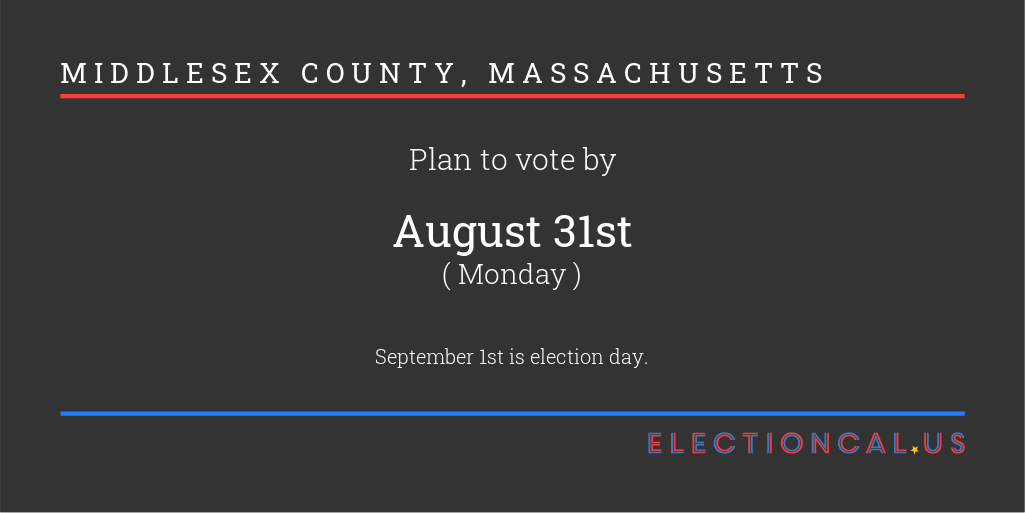 MIDDLESEX COUNTY, MASSACHUSETTS
Plan to vote by
August 31st
( Monday )
September 1st is election day.
ELECTIONCAL.US